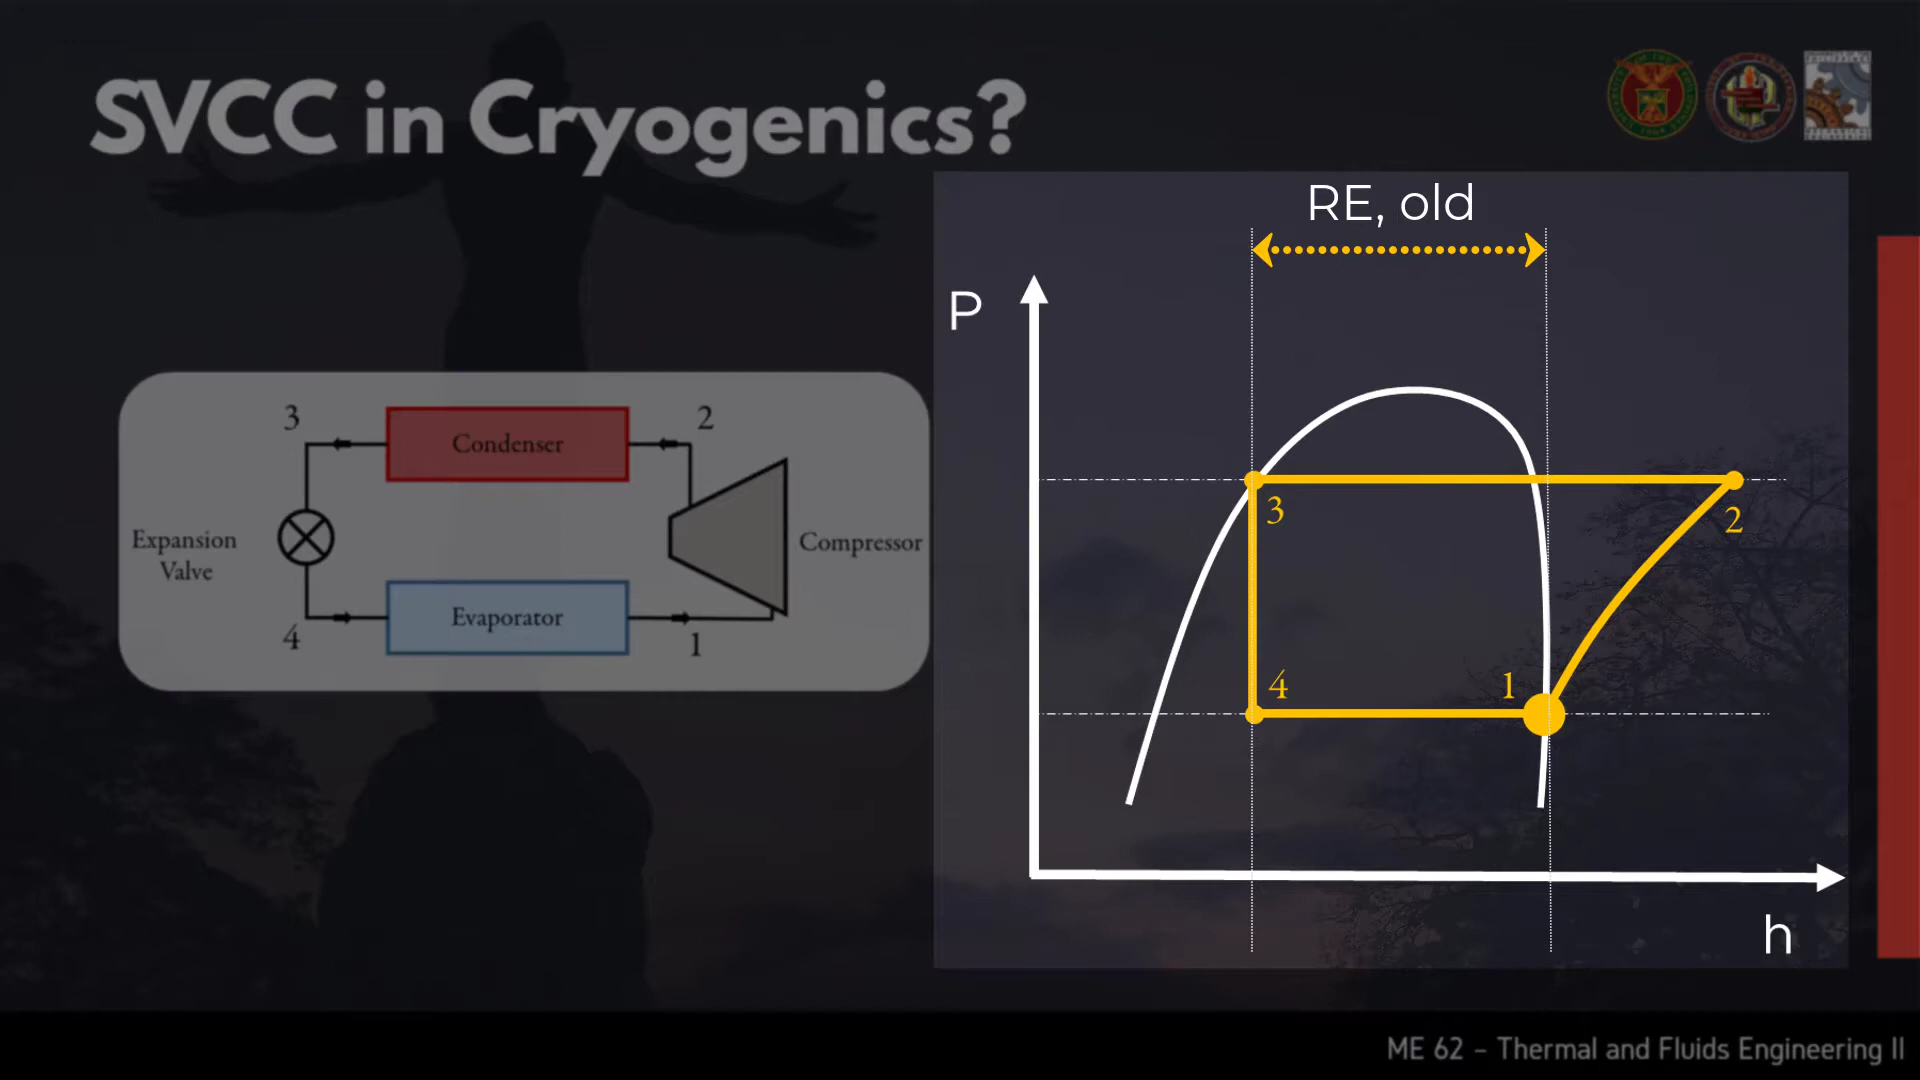 SVCC in Cryogenics?
RE, old
P
3
Condenser
2
Expansion
Valve
Compressor
4
Evaporator
1
3
2
4
1
h
ME 62 – Thermal and Fluids Engineering II